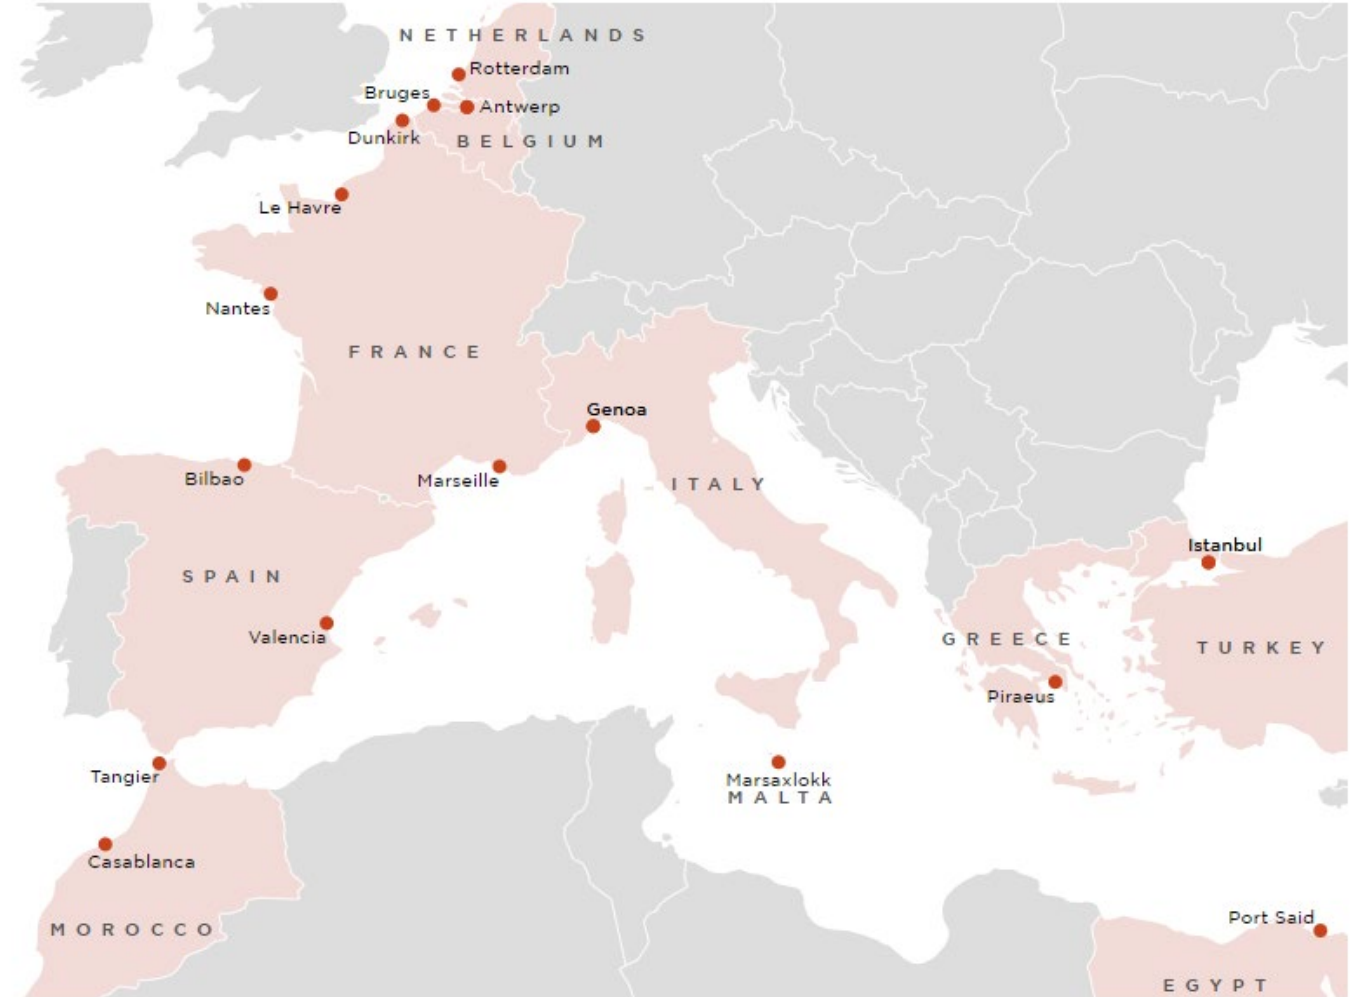 NETHERLANDS
Rotterdam
Bruges
Antwerp
Dunkirk
BELGIUM
Le Havre
Nantes
FRANCE
Genoa
Bilbao
Marseille
ITALY
Istanbul
SPAIN
Valencia
GREECE
TURKEY
Piraeus
Tangier
Marsaxlokk
MALTA
Casablanca
Port Said
MOROCCO
EGYPT